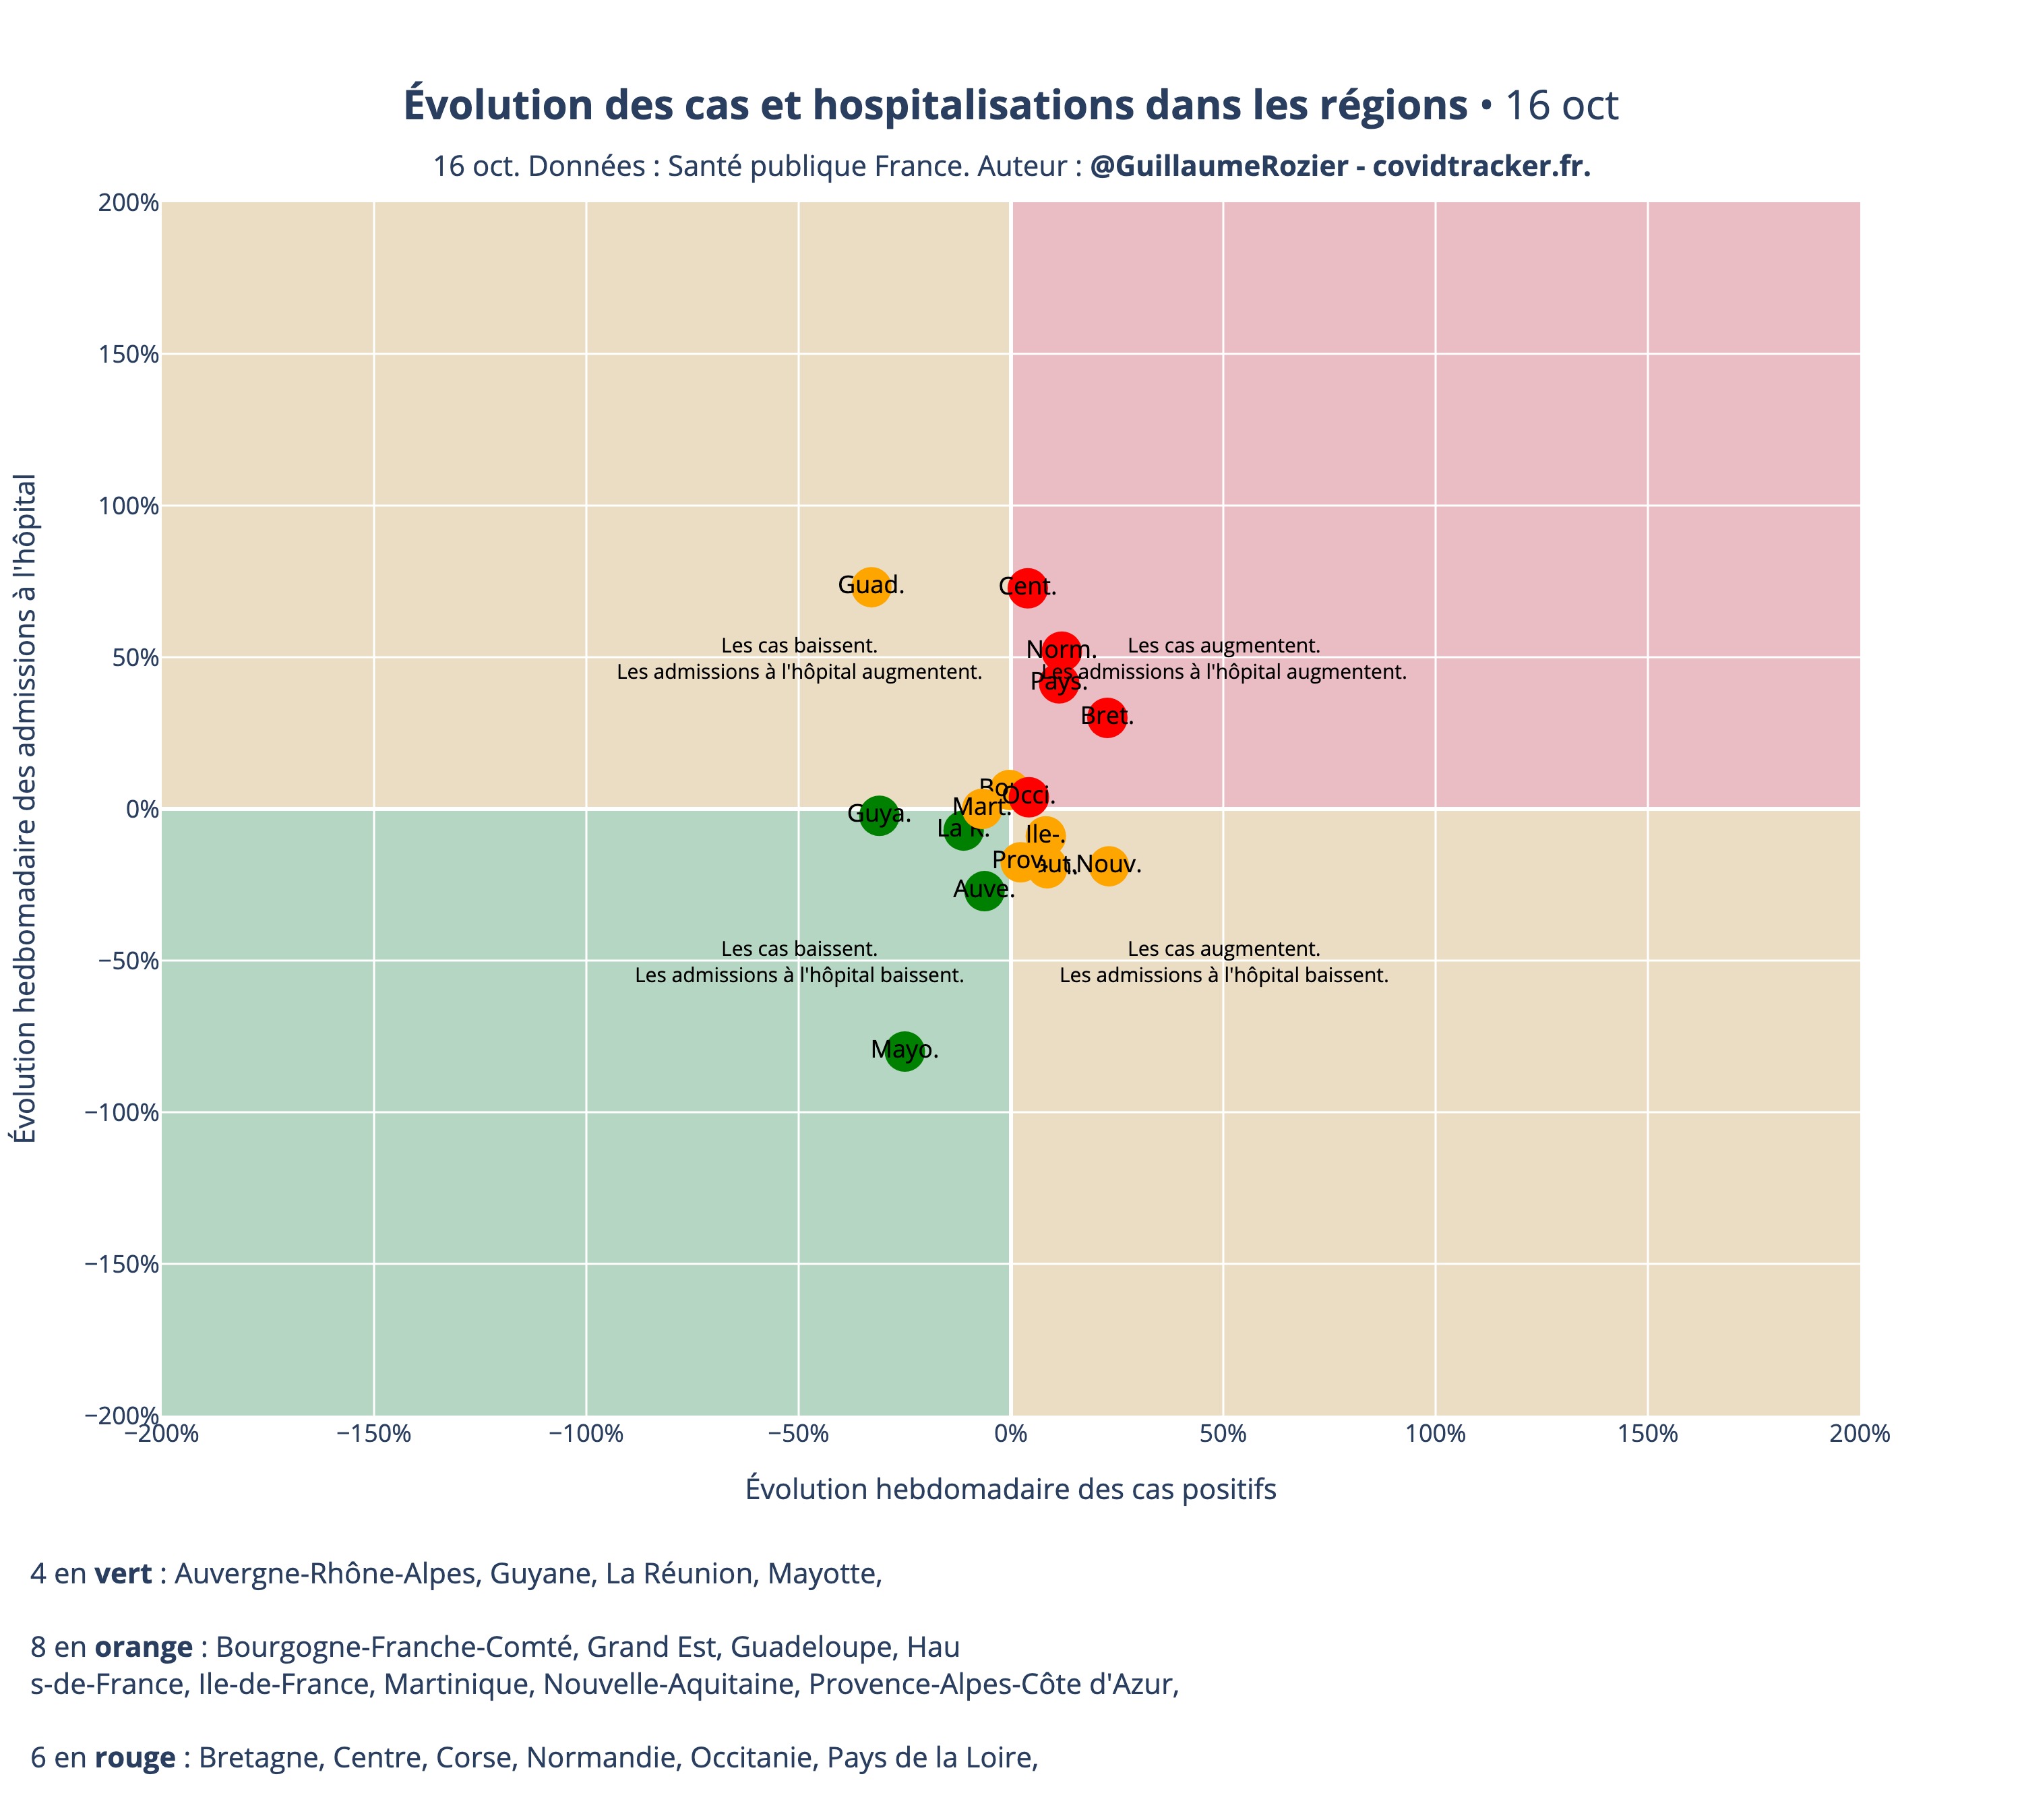 Évolution des cas et hospitalisations dans les régions • 16 oct
16 oct. Données : Santé publique France. Auteur : @GuillaumeRozier - covidtracker.fr.
Évolution hedbomadaire des admissions à l'hôpital
200%
150%
100%
50%
0%
−50%
−100%
−150%
−200%
Guad.
Cent.
Les cas baissent.
Les admissions à l'hôpital augmentent.
Norm.
Les cas augmentent.
Les admissions à l'hôpital augmentent.
Pays.
Bret.
Occi.
Mart.
Guya.
La R.
Ile-.
Prov.
Nouv.
Auve.
Les cas baissent.
Les admissions à l'hôpital baissent.
Les cas augmentent.
Les admissions à l'hôpital baissent.
Mayo.
−200%
−150%
−100%
−50%
0%
50%
100%
150%
200%
Évolution hebdomadaire des cas positifs
4 en vert : Auvergne-Rhône-Alpes, Guyane, La Réunion, Mayotte,
8 en orange : Bourgogne-Franche-Comté, Grand Est, Guadeloupe, Hau
s-de-France, Ile-de-France, Martinique, Nouvelle-Aquitaine, Provence-Alpes-Côte d'Azur,
6 en rouge : Bretagne, Centre, Corse, Normandie, Occitanie, Pays de la Loire,